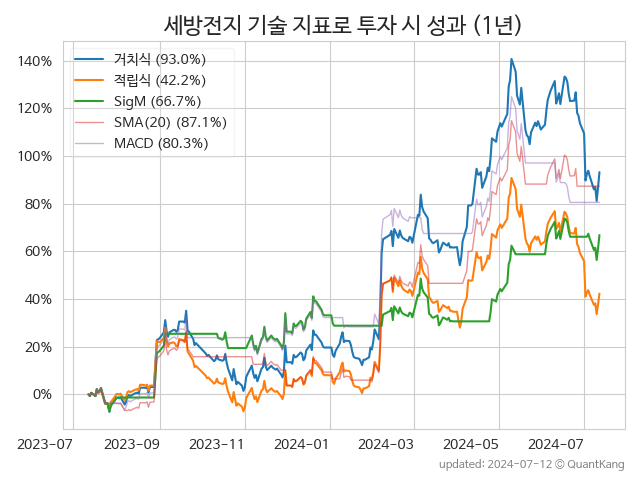 세방전지 기술 지표로 투자 시 성과 (1년)
거치식 (93.0%)
적립식 (42.2%)
SigM (66.7%)
SMA(20) (87.1%)
MACD (80.3%)
140%
120%
100%
80%
60%
40%
20%
0%
2023-07 2023-09 2023-11 2024-01 2024-03 2024-05 2024-07
updated: 2024-07-12 © QuantKang